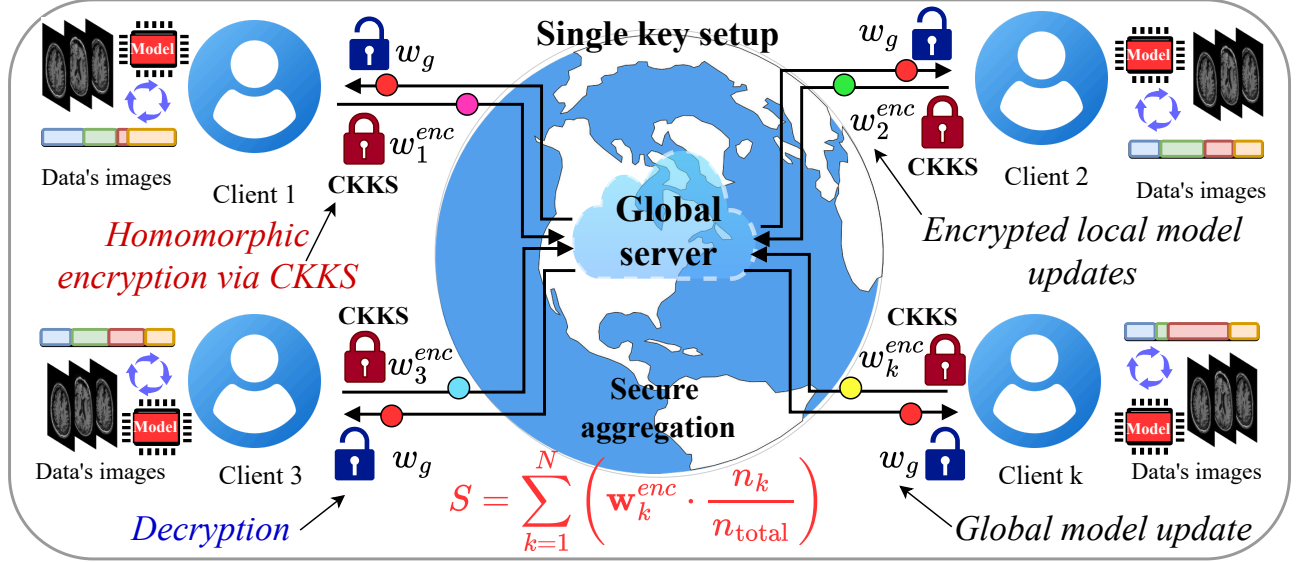 Single key setup
Model
w_g
w_1^{enc}
CKKS
Data's images
Client 1
Homomorphic
encryption via CKKS
w_g
Model
w_2^{enc}
CKKS
Client 2
Data's images
Encrypted local model
updates
Global
server
CKKS
w_3^{enc}
Model
Data's images
Client 3
w_g
Decryption
Secure
aggregation
S = \sum_{k=1}^{N} \left( \mathbf{w}_k^{enc} \cdot \frac{n_k}{n_{\text{total}}} \right)
CKKS
w_k^{enc}
Model
w_g
Client k
Data's images
Global model update